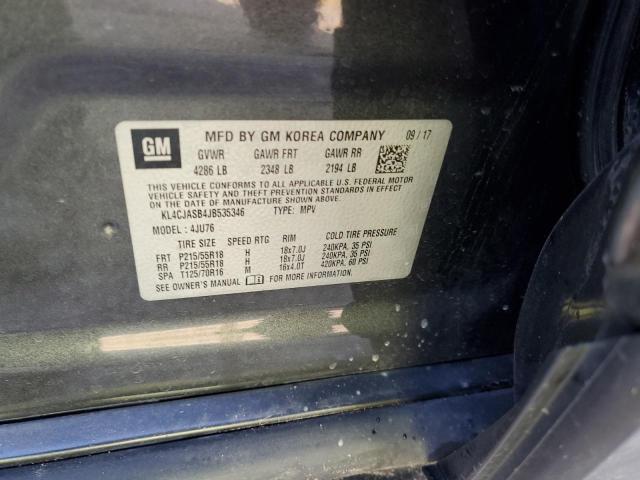 GM MFD BY GM KOREA COMPANY 09 / 17
GVWR GAWR FRT GAWR RR
4286 LB 2348 LB 2194 LB
THIS VEHICLE CONFORMS TO ALL APPLICABLE U.S. FEDERAL MOTOR
VEHICLE SAFETY AND THEFT PREVENTION STANDARDS IN EFFECT ON THE
DATE OF MANUFACTURE SHOWN ABOVE.
KL4CJASB4JB535346 TYPE: MPV
MODEL : 4JU76
TIRE SIZE SPEED RTG RIM COLD TIRE PRESSURE
FRT P215/55R18 H 18x7.0J 240KPA, 35 PSI
RR P215/55R18 H 18x7.0J 240KPA, 35 PSI
SPA T125/70R16 M 16x4.0T 420KPA, 60 PSI
SEE OWNER'S MANUAL FOR MORE INFORMATION.